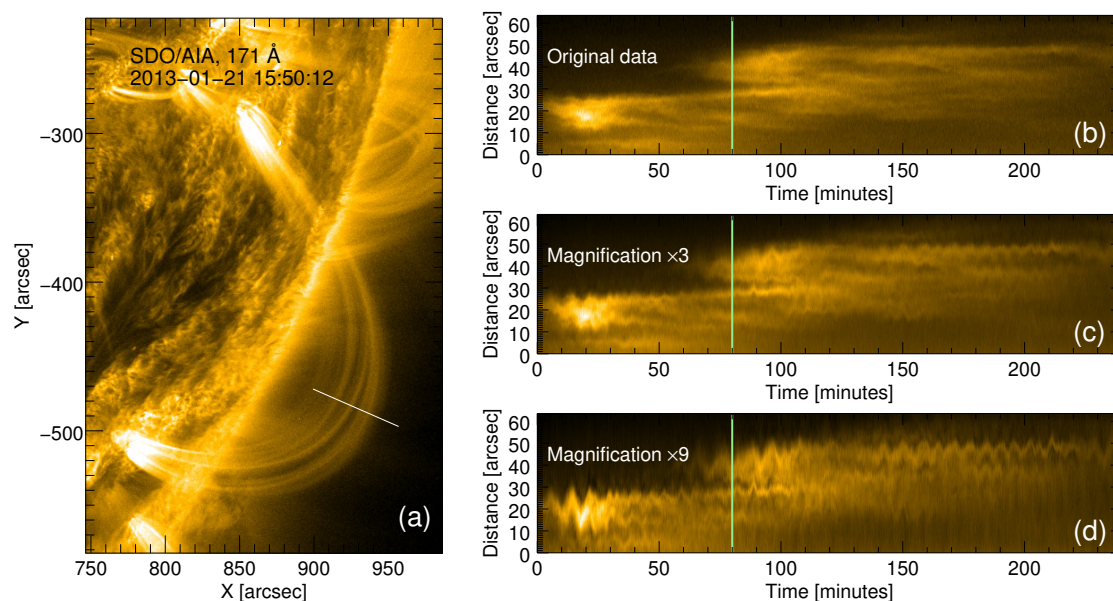 SDO/AIA, 171 Å
2013−01−21 15:50:12
−300
−400
−500
Y [arcsec]
(a)
750 800 850 900 950
X [arcsec]
Original data
60
50
40
30
20
10
0
Distance [arcsec]
(b)
0 50 100 150 200
Time [minutes]
Magnification ×3
60
50
40
30
20
10
0
Distance [arcsec]
(c)
0 50 100 150 200
Time [minutes]
Magnification ×9
60
50
40
30
20
10
0
Distance [arcsec]
(d)
0 50 100 150 200
Time [minutes]